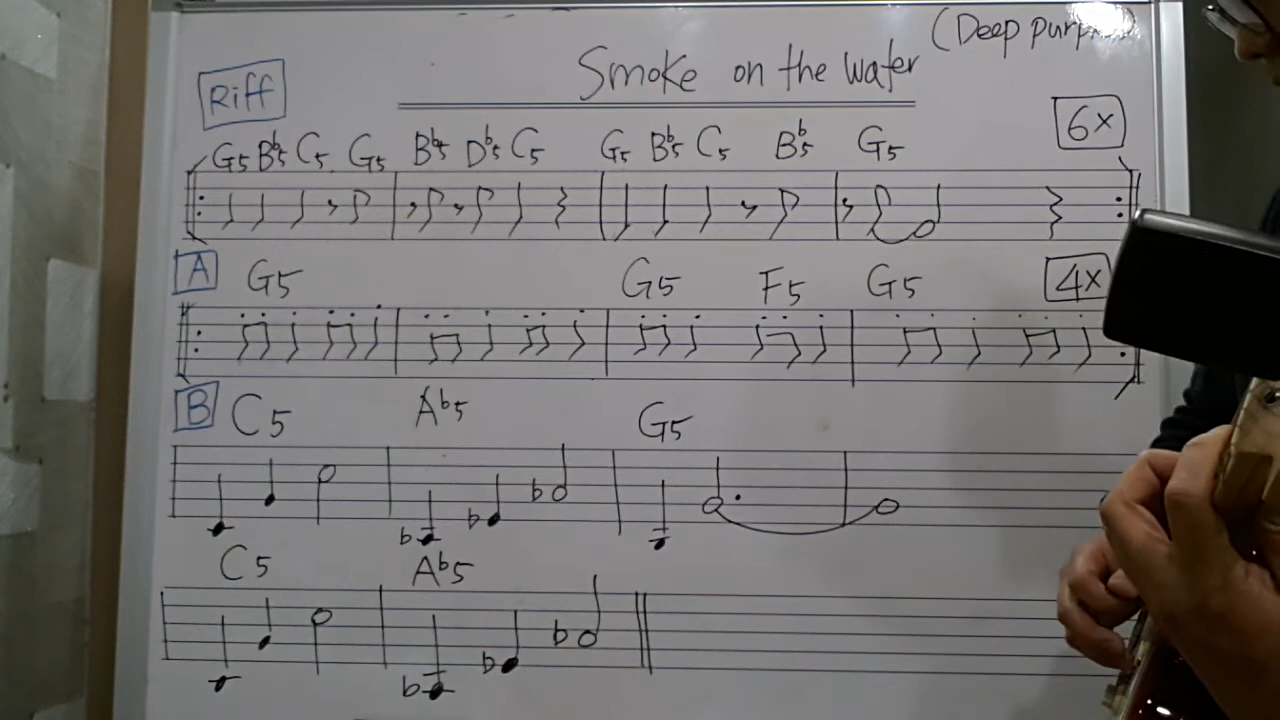 (Deep purp
Smoke on the water
Riff
6x
G5 B♭5 C5 G5 B♭5 D♭5 C5 G5 B♭5 C5 B♭5 G5
A
G5 G5 F5 G5 4x
B
C5 A♭5 G5
C5 A♭5